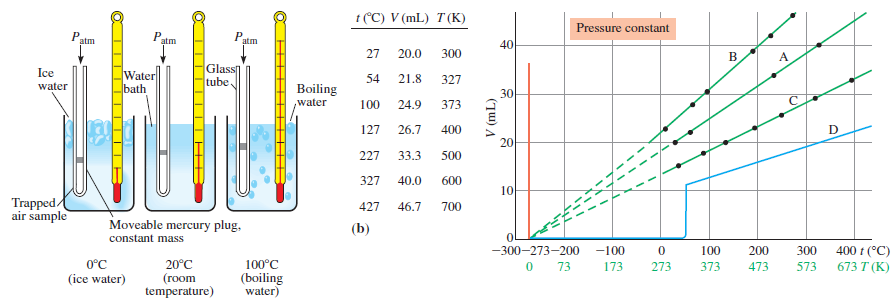 P_atm P_atm P_atm
Ice water
Water bath
Glass tube
Boiling water
Trapped air sample
Moveable mercury plug, constant mass
0°C (ice water)
20°C (room temperature)
100°C (boiling water)
t (°C) V (mL) T (K)
27 20.0 300
54 21.8 327
100 24.9 373
127 26.7 400
227 33.3 500
327 40.0 600
427 46.7 700
(b)
Pressure constant
B
A
C
D
V (mL)
40
30
20
10
0
−300 −273 −200 −100 0 100 200 300 400 t (°C)
0 73 173 273 373 473 573 673 T (K)